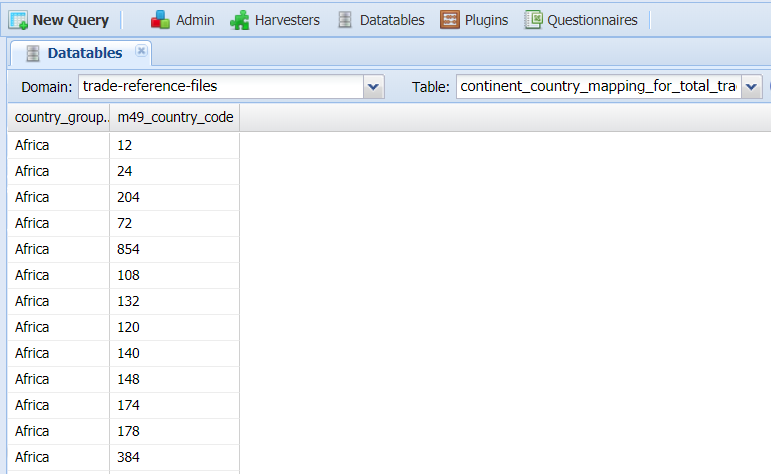 New Query Admin Harvesters Datatables Plugins Questionnaires
Datatables
Domain: trade-reference-files Table: continent_country_mapping_for_total_tra
country_group... m49_country_code
Africa 12
Africa 24
Africa 204
Africa 72
Africa 854
Africa 108
Africa 132
Africa 120
Africa 140
Africa 148
Africa 174
Africa 178
Africa 384